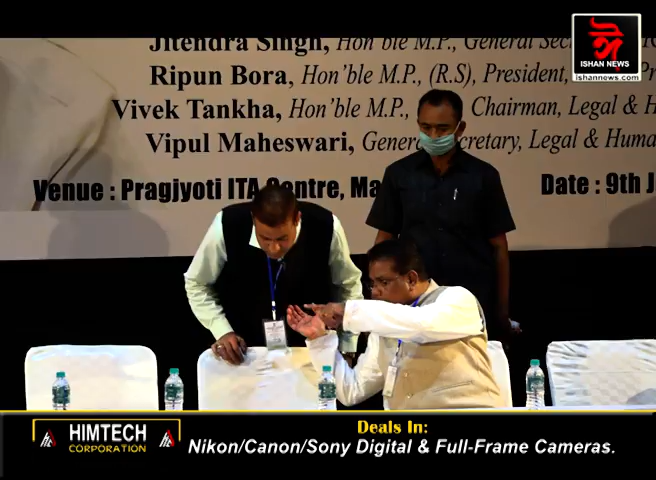 Jitendra Singh, Hon'ble M.P., General Sec
ISHAN NEWS
ishannews.com
Ripun Bora, Hon'ble M.P., (R.S), President,
Vivek Tankha, Hon'ble M.P., Chairman, Legal & H
Vipul Maheswari, General Secretary, Legal & Huma
Venue : Pragjyoti ITA Centre, Ma
Date : 9th J
Deals In:
HIMTECH
CORPORATION
Nikon/Canon/Sony Digital & Full-Frame Cameras.